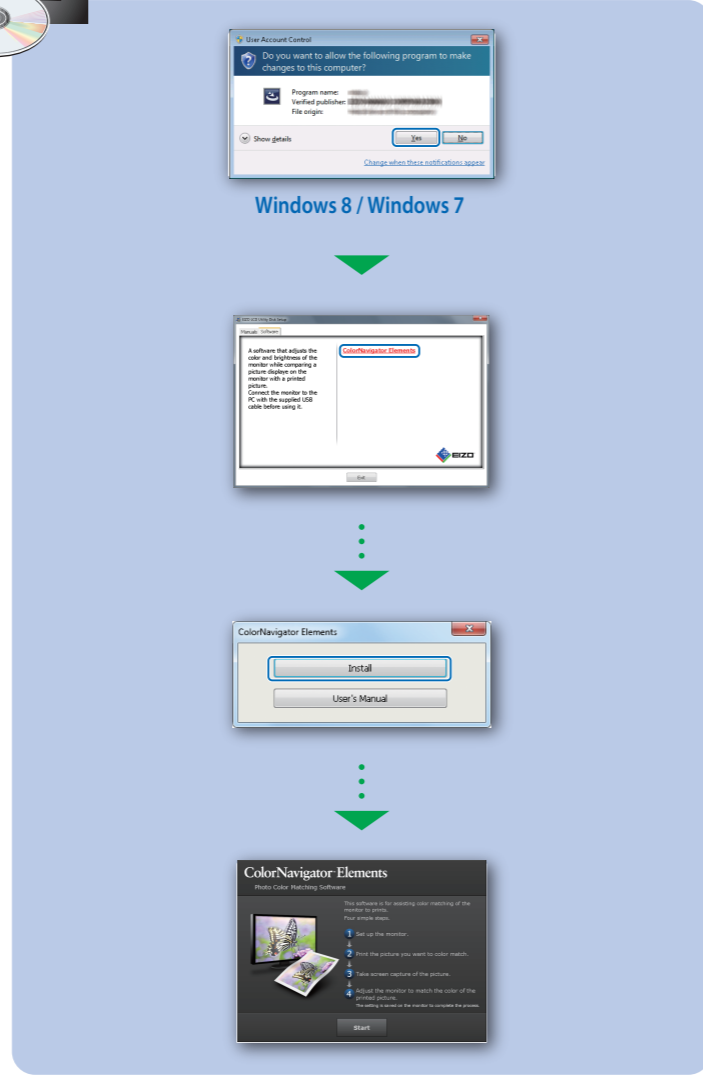 User Account Control
Do you want to allow the following program to make
changes to this computer?
Program name:
Verified publisher:
File origin:
Show details
Yes
No
Change when these notifications appear
Windows 8 / Windows 7
EIZO LCD Utility Disk Setup
Manuals Software
A software that adjusts the
color and brightness of the
monitor while comparing a
picture displaye on the
monitor with a printed
picture.
Connect the monitor to the
PC with the supplied USB
cable before using it.
ColorNavigator Elements
EIZO
Exit
ColorNavigator Elements
Install
User's Manual
ColorNavigator Elements
Photo Color Matching Software
This software is for assisting color matching of the
monitor to prints.
Four simple steps.
1 Set up the monitor.
2 Print the picture you want to color match.
3 Take screen capture of the picture.
4 Adjust the monitor to match the color of the
printed picture.
The setting is saved on the monitor to complete the process.
Start